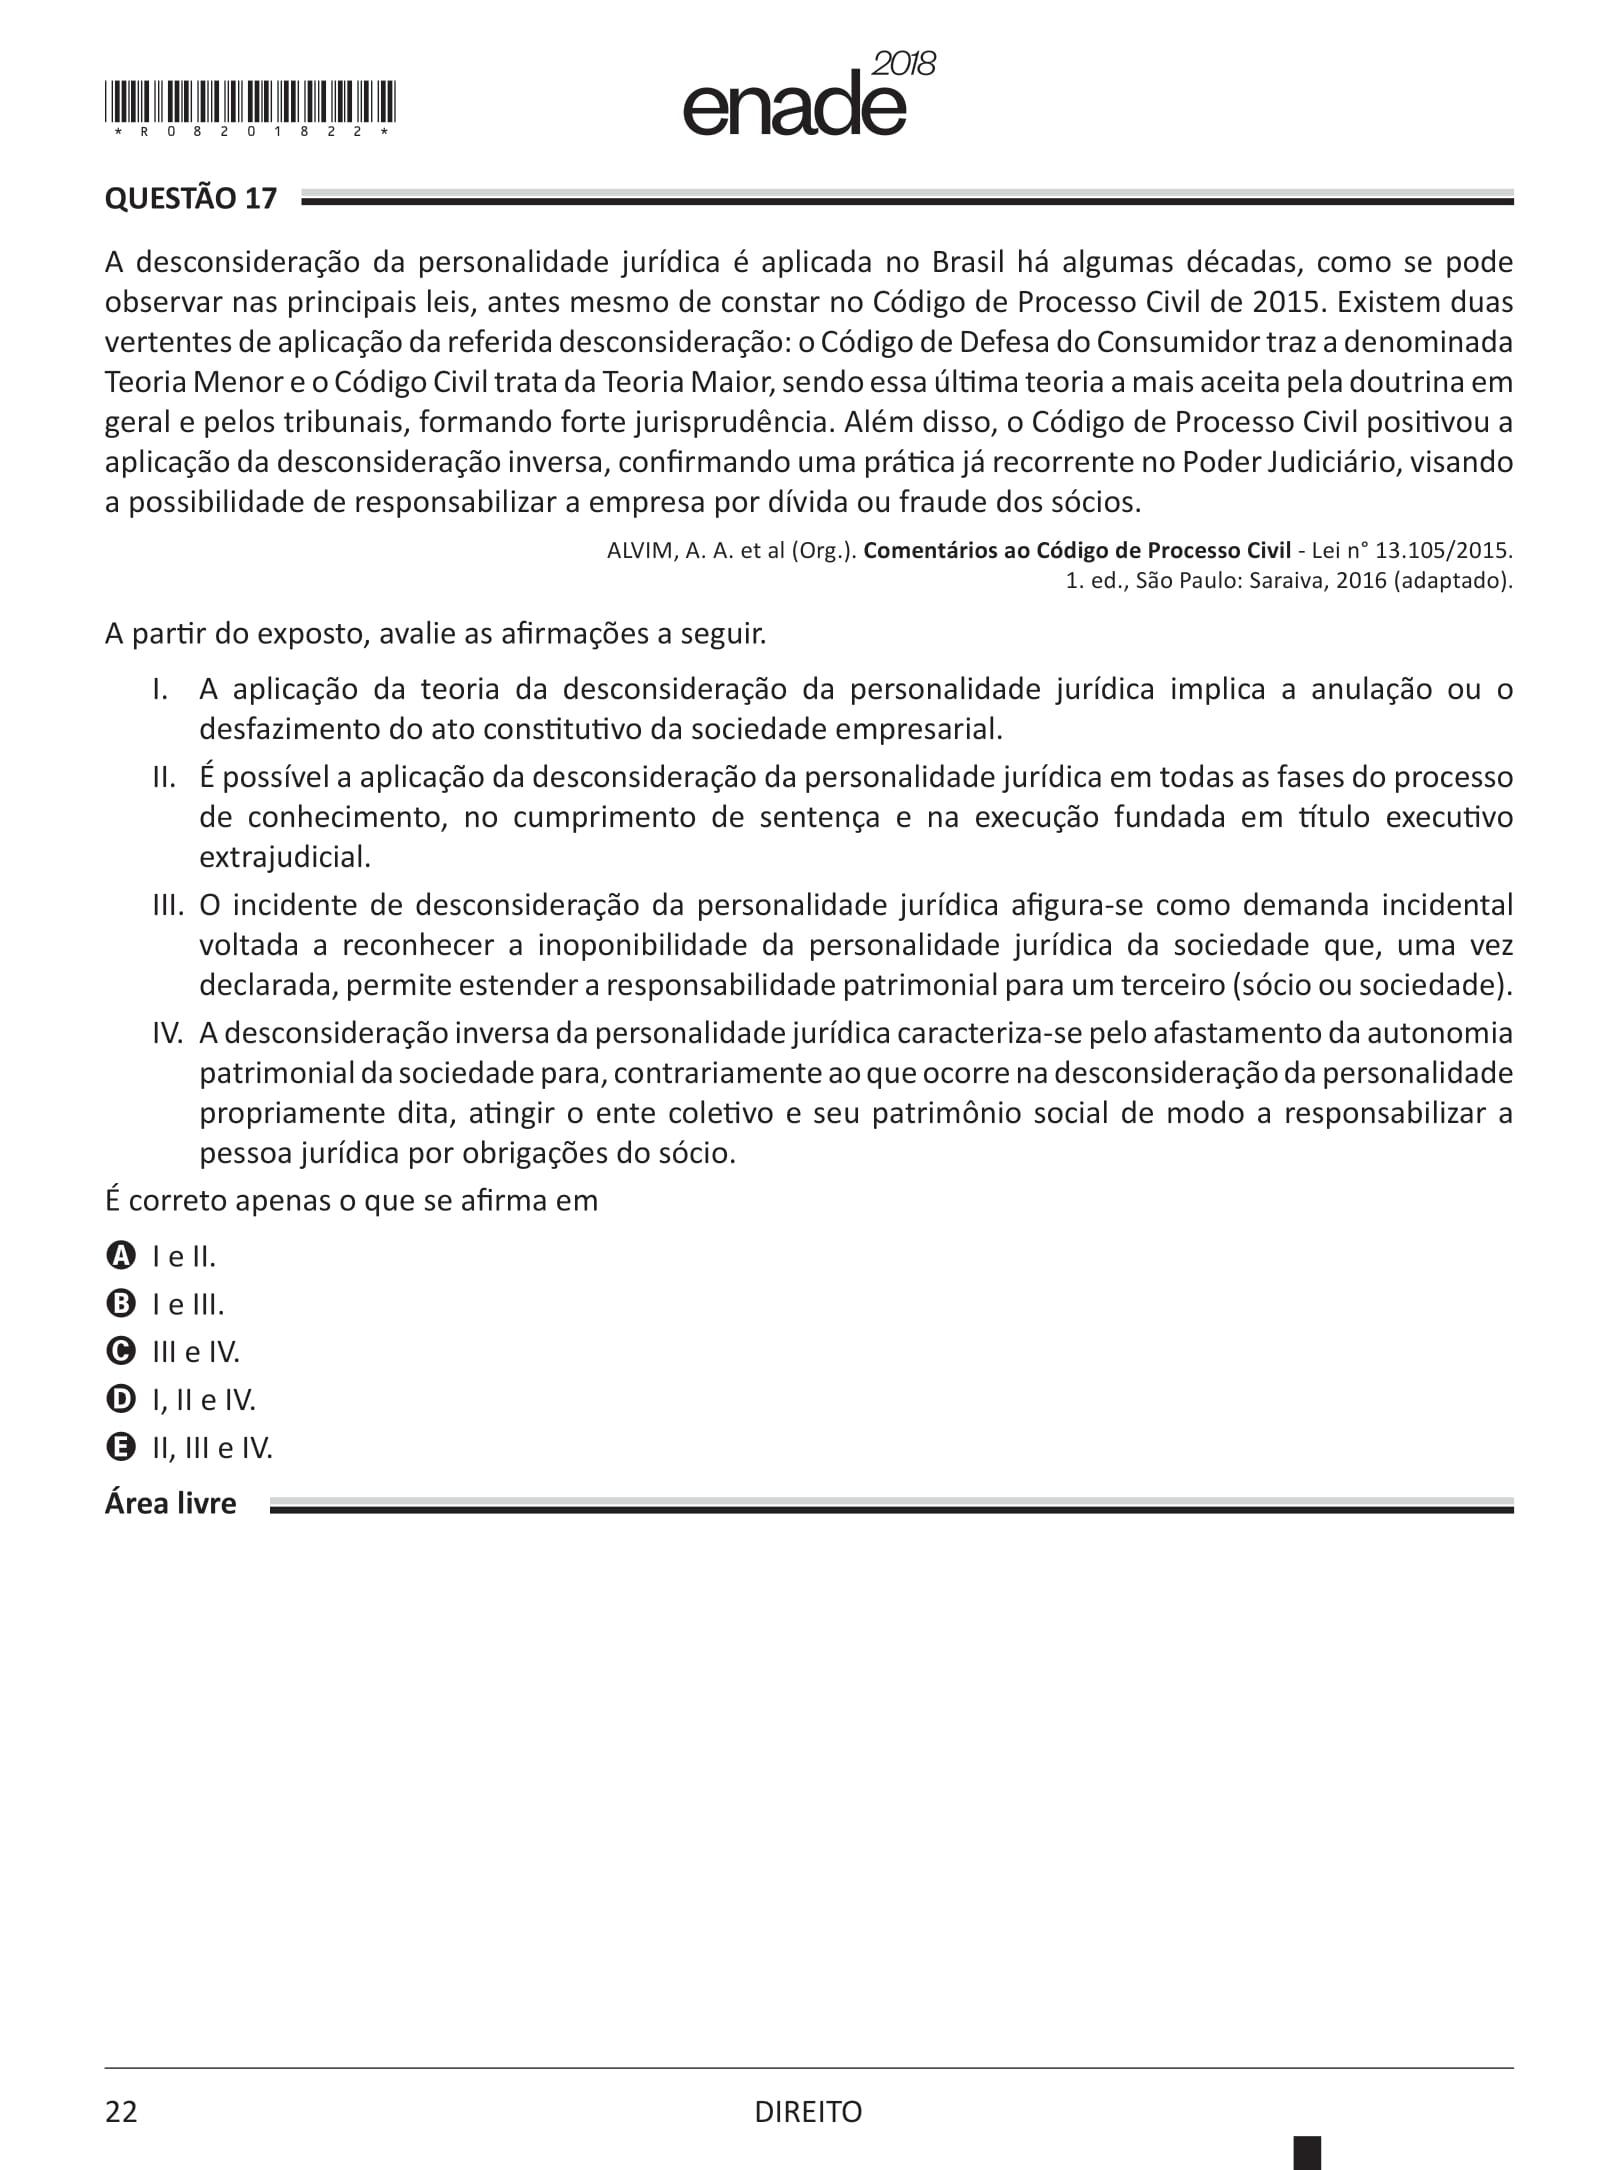 enade 2018
* R 0 8 2 0 1 8 2 2 *
QUESTÃO 17
A desconsideração da personalidade jurídica é aplicada no Brasil há algumas décadas, como se pode
observar nas principais leis, antes mesmo de constar no Código de Processo Civil de 2015. Existem duas
vertentes de aplicação da referida desconsideração: o Código de Defesa do Consumidor traz a denominada
Teoria Menor e o Código Civil trata da Teoria Maior, sendo essa última teoria a mais aceita pela doutrina em
geral e pelos tribunais, formando forte jurisprudência. Além disso, o Código de Processo Civil positivou a
aplicação da desconsideração inversa, confirmando uma prática já recorrente no Poder Judiciário, visando
a possibilidade de responsabilizar a empresa por dívida ou fraude dos sócios.
ALVIM, A. A. et al (Org.). Comentários ao Código de Processo Civil - Lei n° 13.105/2015.
1. ed., São Paulo: Saraiva, 2016 (adaptado).
A partir do exposto, avalie as afirmações a seguir.
I. A aplicação da teoria da desconsideração da personalidade jurídica implica a anulação ou o
desfazimento do ato constitutivo da sociedade empresarial.
II. É possível a aplicação da desconsideração da personalidade jurídica em todas as fases do processo
de conhecimento, no cumprimento de sentença e na execução fundada em título executivo
extrajudicial.
III. O incidente de desconsideração da personalidade jurídica afigura-se como demanda incidental
voltada a reconhecer a inoponibilidade da personalidade jurídica da sociedade que, uma vez
declarada, permite estender a responsabilidade patrimonial para um terceiro (sócio ou sociedade).
IV. A desconsideração inversa da personalidade jurídica caracteriza-se pelo afastamento da autonomia
patrimonial da sociedade para, contrariamente ao que ocorre na desconsideração da personalidade
propriamente dita, atingir o ente coletivo e seu patrimônio social de modo a responsabilizar a
pessoa jurídica por obrigações do sócio.
É correto apenas o que se afirma em
A I e II.
B I e III.
C III e IV.
D I, II e IV.
E II, III e IV.
Área livre
22
DIREITO